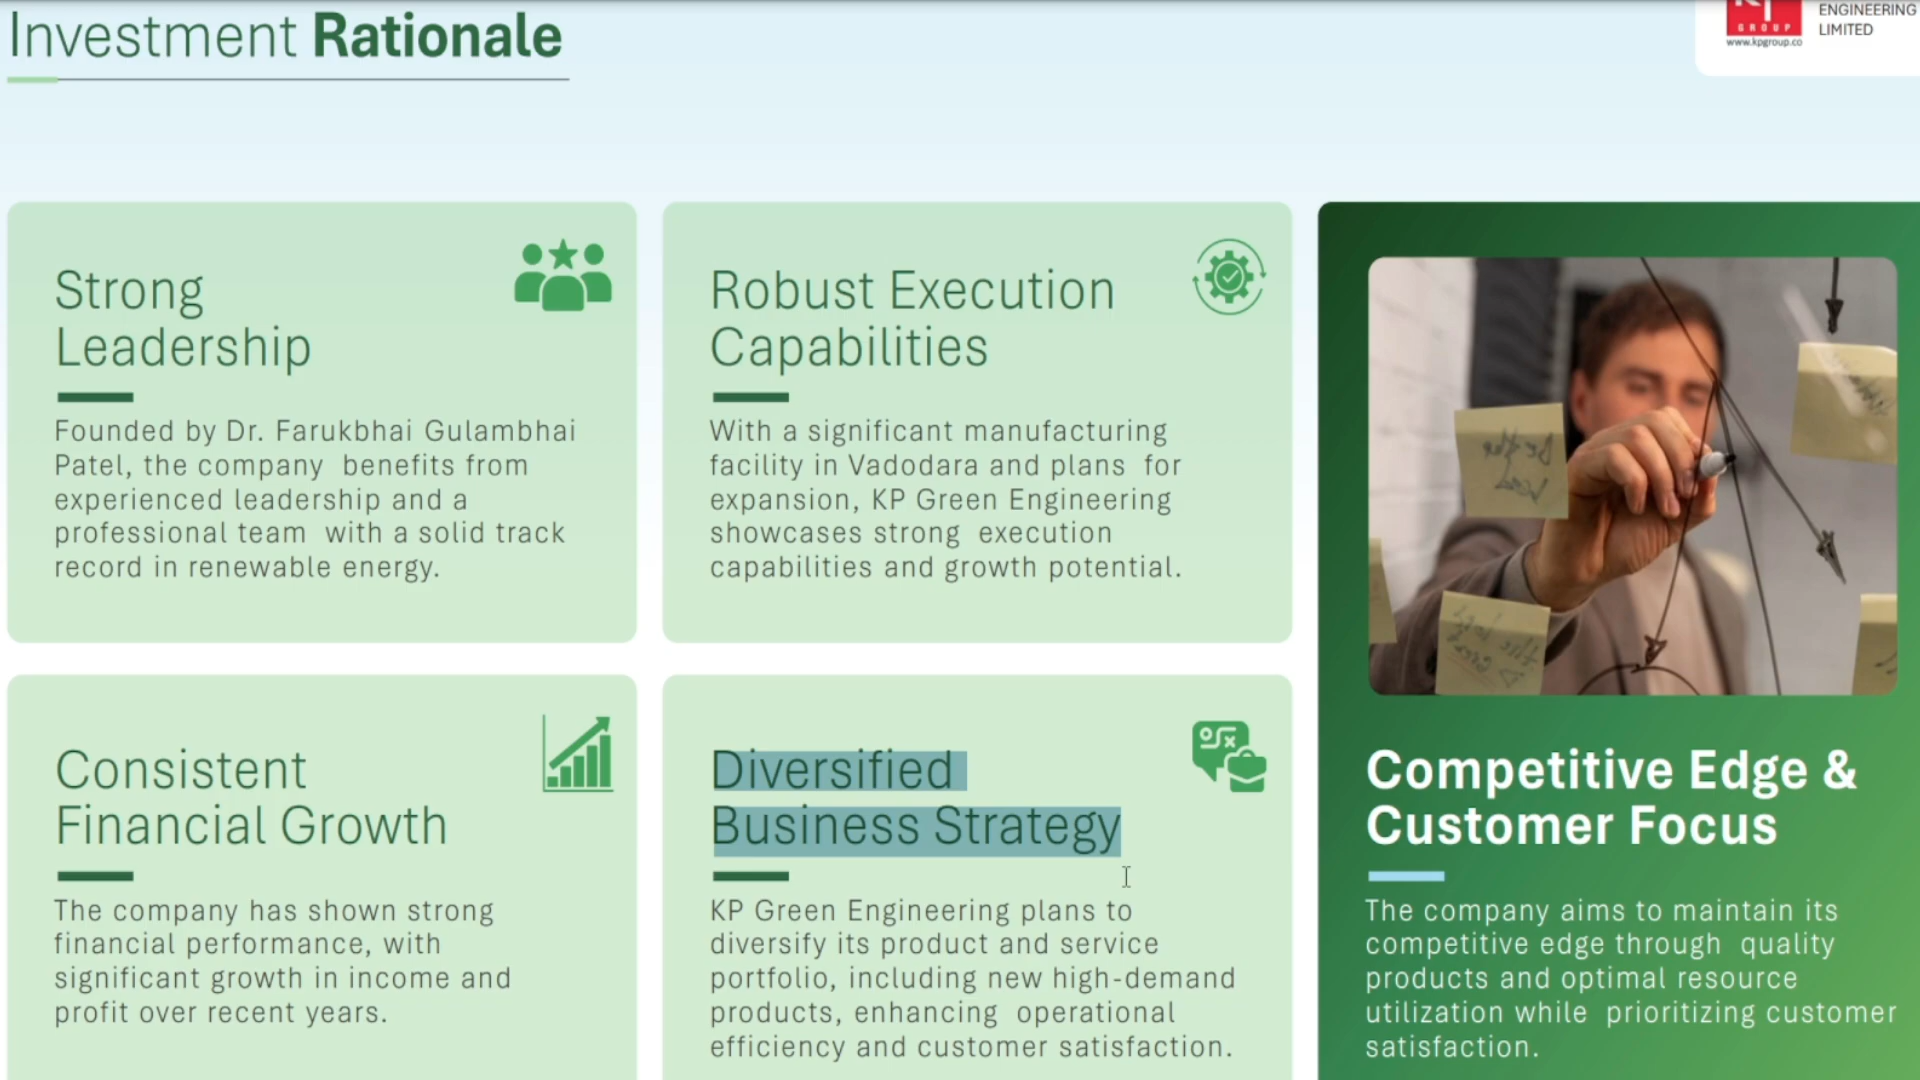 Investment Rationale
GROUP
www.kpgroup.co
ENGINEERING
LIMITED
Strong
Leadership
Founded by Dr. Farukbhai Gulambhai
Patel, the company benefits from
experienced leadership and a
professional team with a solid track
record in renewable energy.
Robust Execution
Capabilities
With a significant manufacturing
facility in Vadodara and plans for
expansion, KP Green Engineering
showcases strong execution
capabilities and growth potential.
Consistent
Financial Growth
The company has shown strong
financial performance, with
significant growth in income and
profit over recent years.
Diversified
Business Strategy
KP Green Engineering plans to
diversify its product and service
portfolio, including new high-demand
products, enhancing operational
efficiency and customer satisfaction.
Competitive Edge &
Customer Focus
The company aims to maintain its
competitive edge through quality
products and optimal resource
utilization while prioritizing customer
satisfaction.